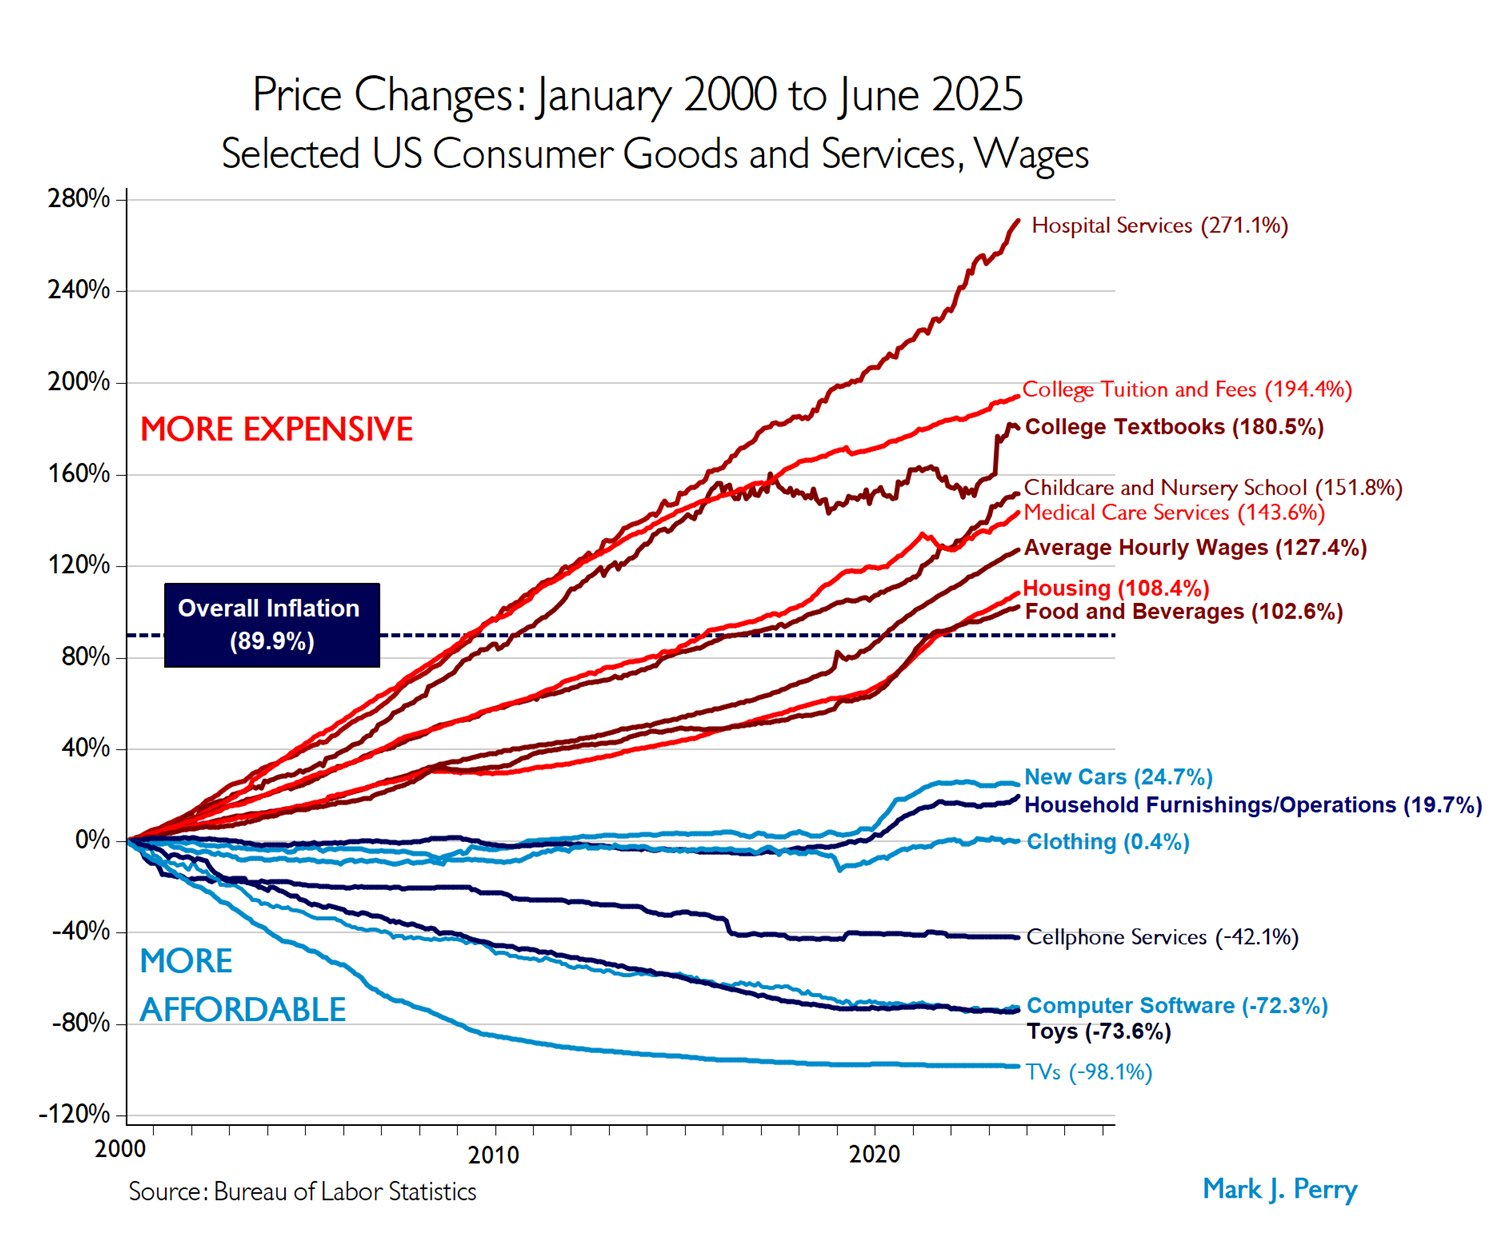 Price Changes: January 2000 to June 2025
Selected US Consumer Goods and Services, Wages
280%
240%
200%
160%
120%
80%
40%
0%
-40%
-80%
-120%
MORE EXPENSIVE
Overall Inflation
(89.9%)
MORE
AFFORDABLE
Hospital Services (271.1%)
College Tuition and Fees (194.4%)
College Textbooks (180.5%)
Childcare and Nursery School (151.8%)
Medical Care Services (143.6%)
Average Hourly Wages (127.4%)
Housing (108.4%)
Food and Beverages (102.6%)
New Cars (24.7%)
Household Furnishings/Operations (19.7%)
Clothing (0.4%)
Cellphone Services (-42.1%)
Computer Software (-72.3%)
Toys (-73.6%)
TVs (-98.1%)
2000
2010
2020
Source: Bureau of Labor Statistics
Mark J. Perry